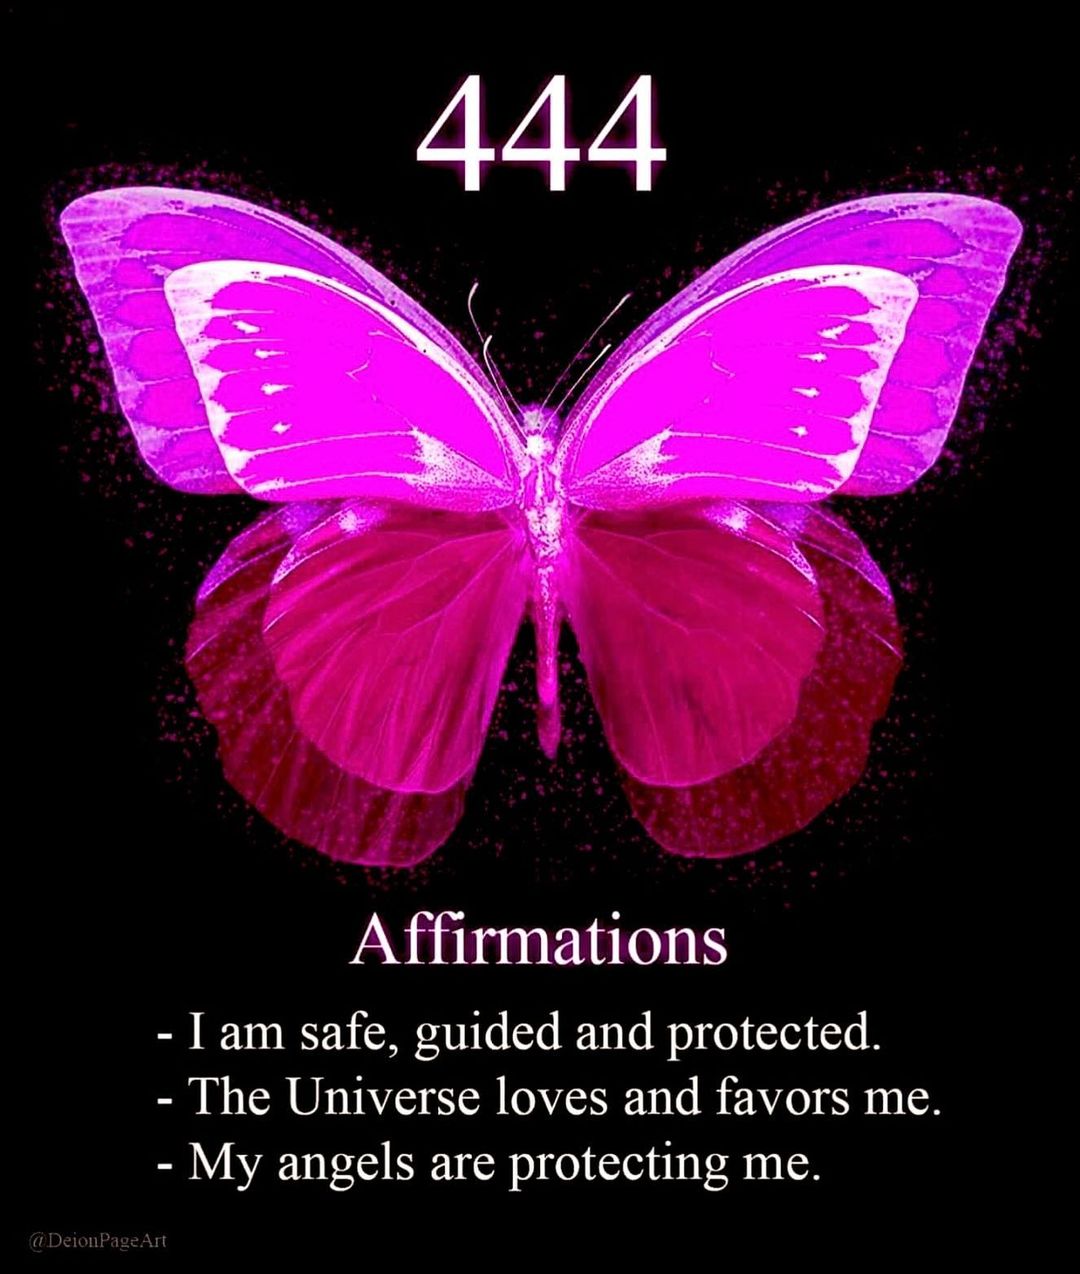 444
Affirmations
- I am safe, guided and protected.
- The Universe loves and favors me.
- My angels are protecting me.
@DeionPageArt